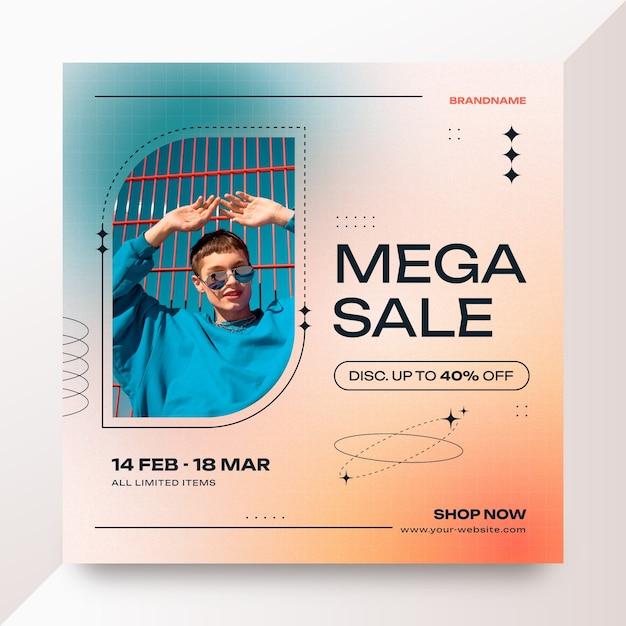 BRANDNAME
MEGA
SALE
DISC. UP TO 40% OFF
14 FEB - 18 MAR
ALL LIMITED ITEMS
SHOP NOW
www.your-website.com